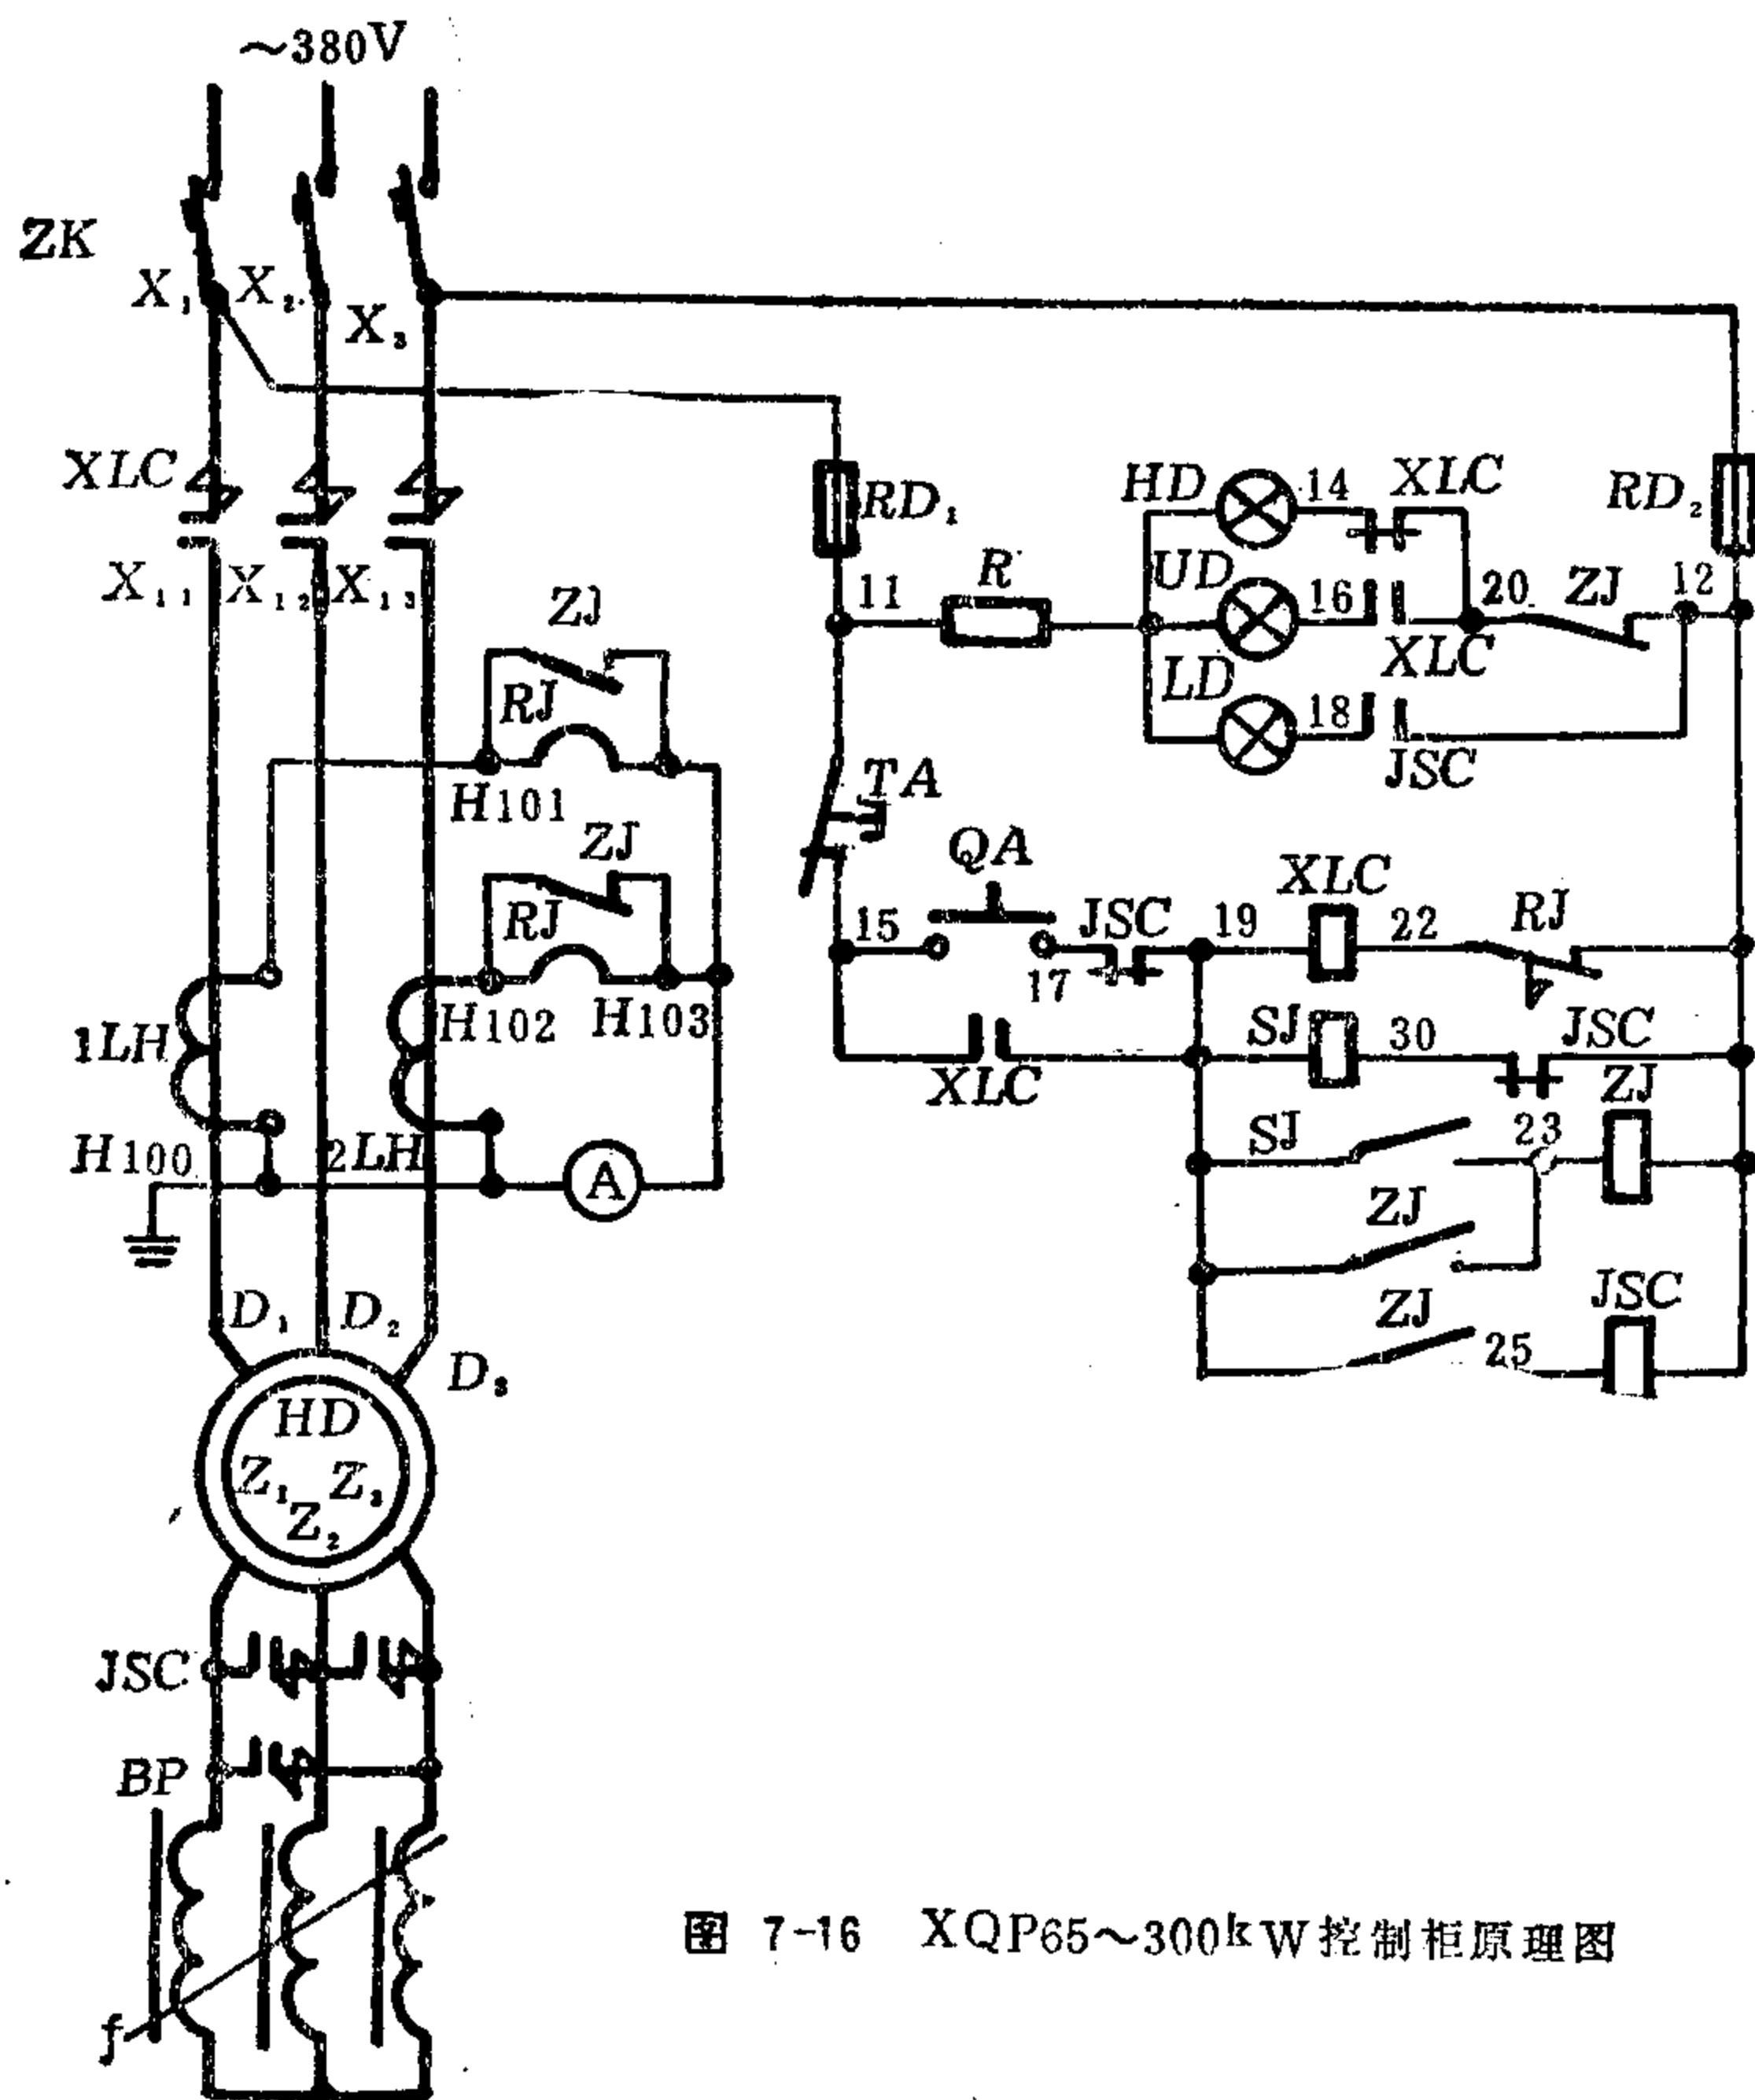 ~380V
ZK
X₁
X₂
X₃
XLC
X₁₁
X₁₂
X₁₃
RD₁
HD
14
XLC
RD₂
11
R
UD
16
XLC
20
ZJ
12
LD
18
JSC
ZJ
RJ
H101
ZJ
RJ
H102
H103
TA
QA
15
17
JSC
19
XLC
22
RJ
XLC
SJ
30
JSC
SJ
23
ZJ
ZJ
ZJ
25
JSC
1LH
H100
2LH
A
D₁
D₂
D₃
HD
Z₁
Z₃
Z₂
JSC
BP
f
图 7-16 XQP65~300kW控制柜原理图